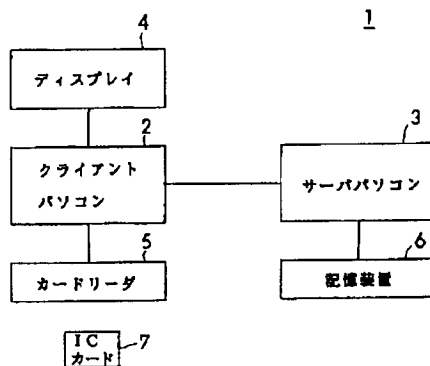 1
4
ディスプレイ
2
クライアント
パソコン
3
サーバパソコン
5
カードリーダ
6
記憶装置
IC
カード
7